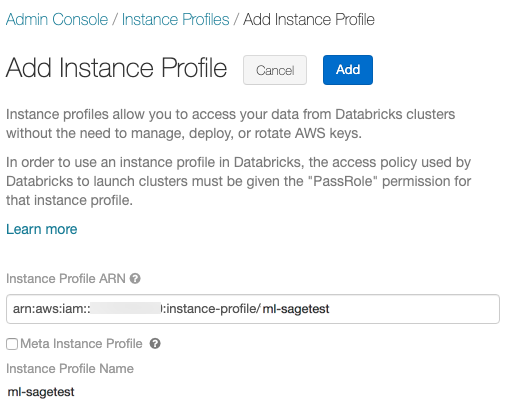 Admin Console / Instance Profiles / Add Instance Profile
Add Instance Profile Cancel Add
Instance profiles allow you to access your data from Databricks clusters
without the need to manage, deploy, or rotate AWS keys.
In order to use an instance profile in Databricks, the access policy used by
Databricks to launch clusters must be given the "PassRole" permission for
that instance profile.
Learn more
Instance Profile ARN ?
arn:aws:iam:: :instance-profile/ml-sagetest
Meta Instance Profile ?
Instance Profile Name
ml-sagetest